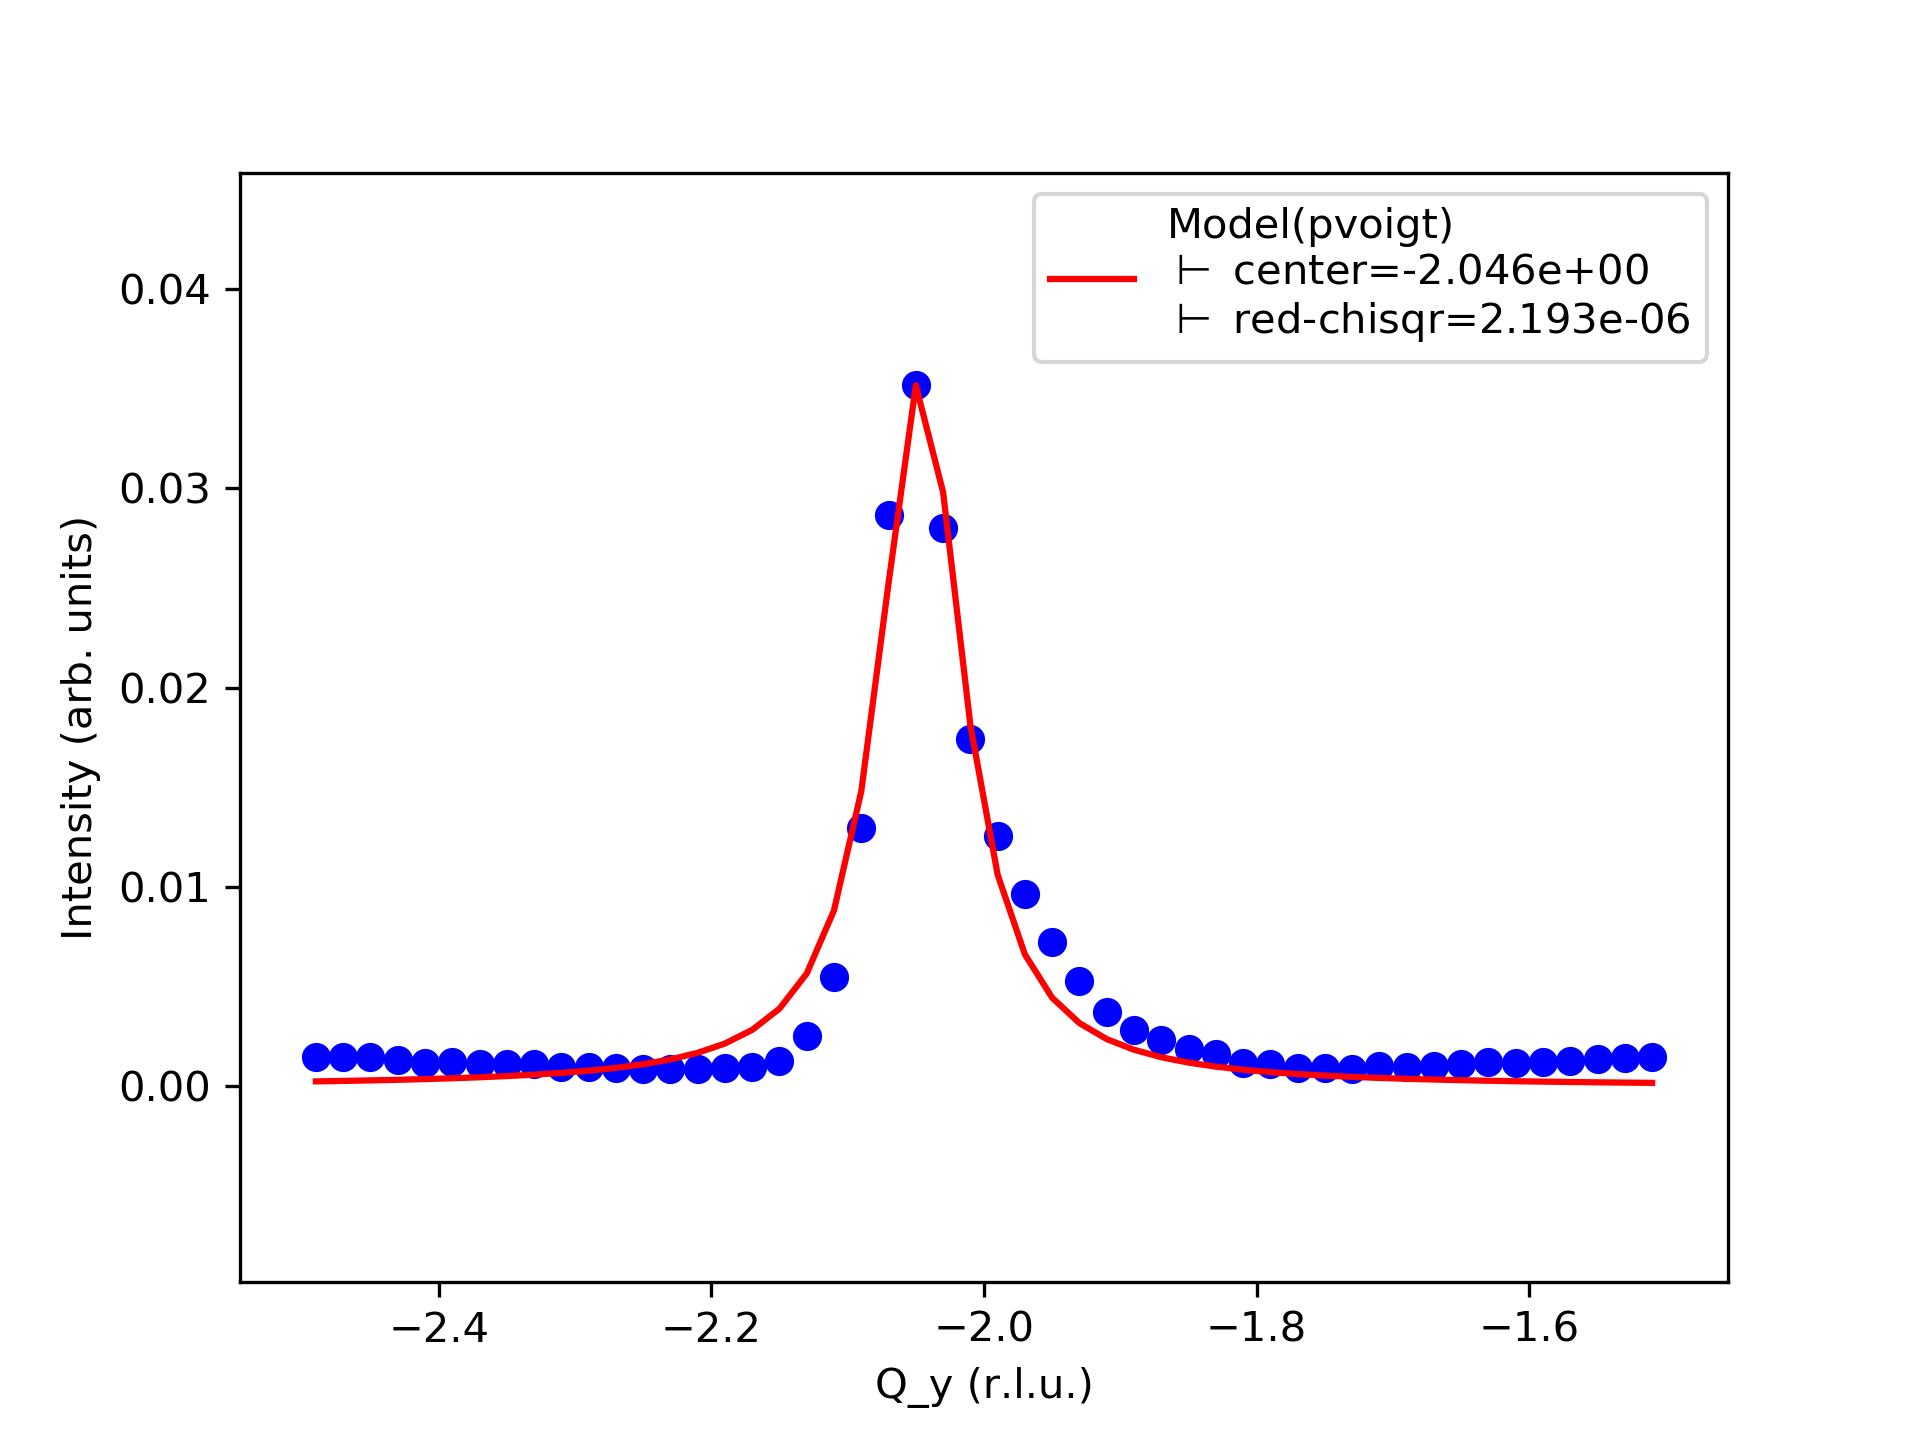 Model(pvoigt)
⊢ center=-2.046e+00
⊢ red-chisqr=2.193e-06
0.04
0.03
0.02
0.01
0.00
Intensity (arb. units)
−2.4 −2.2 −2.0 −1.8 −1.6
Q_y (r.l.u.)